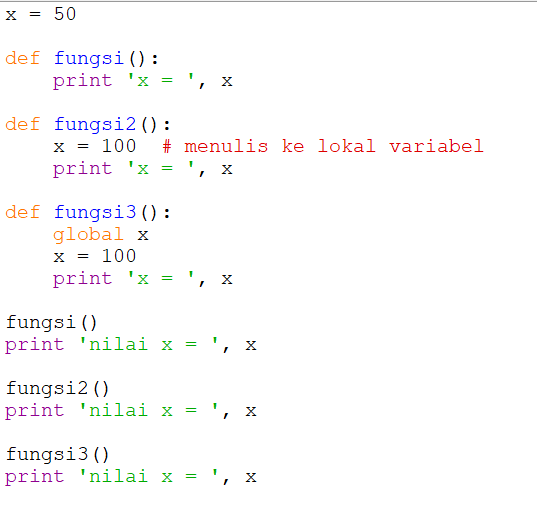 x = 50
def fungsi():
    print 'x = ', x
def fungsi2():
    x = 100  # menulis ke lokal variabel
    print 'x = ', x
def fungsi3():
    global x
    x = 100
    print 'x = ', x
fungsi()
print 'nilai x = ', x
fungsi2()
print 'nilai x = ', x
fungsi3()
print 'nilai x = ', x